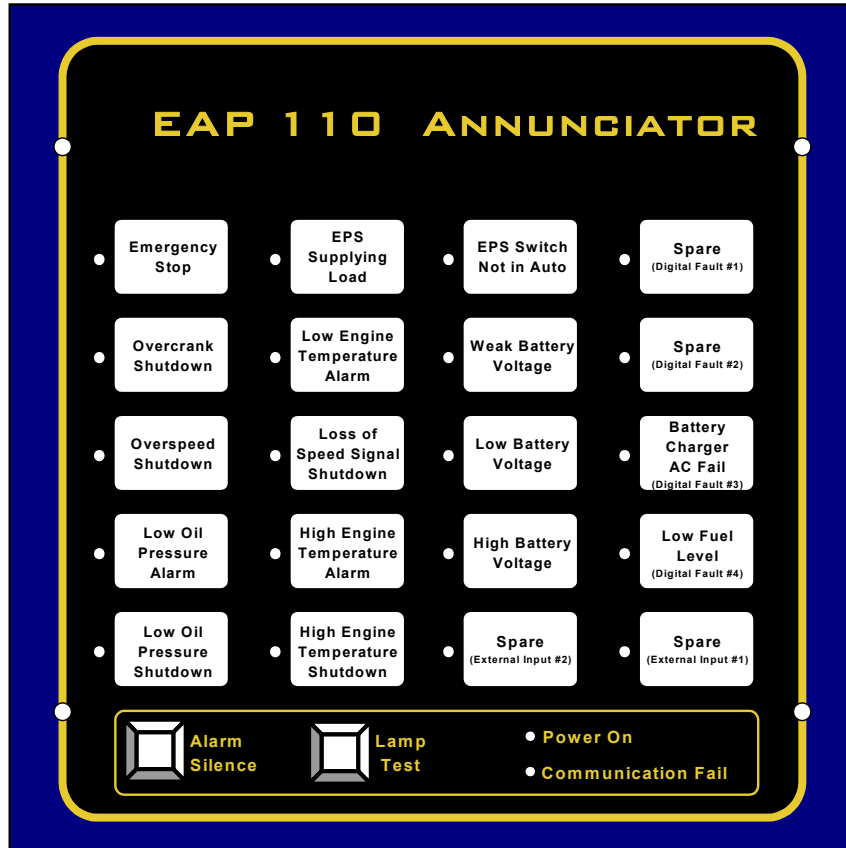 EAP 110 ANNUNCIATOR
Emergency
Stop
EPS
Supplying
Load
EPS Switch
Not in Auto
Spare
(Digital Fault #1)
Overcrank
Shutdown
Low Engine
Temperature
Alarm
Weak Battery
Voltage
Spare
(Digital Fault #2)
Overspeed
Shutdown
Loss of
Speed Signal
Shutdown
Low Battery
Voltage
Battery
Charger
AC Fail
(Digital Fault #3)
Low Oil
Pressure
Alarm
High Engine
Temperature
Alarm
High Battery
Voltage
Low Fuel
Level
(Digital Fault #4)
Low Oil
Pressure
Shutdown
High Engine
Temperature
Shutdown
Spare
(External Input #2)
Spare
(External Input #1)
Alarm
Silence
Lamp
Test
Power On
Communication Fail